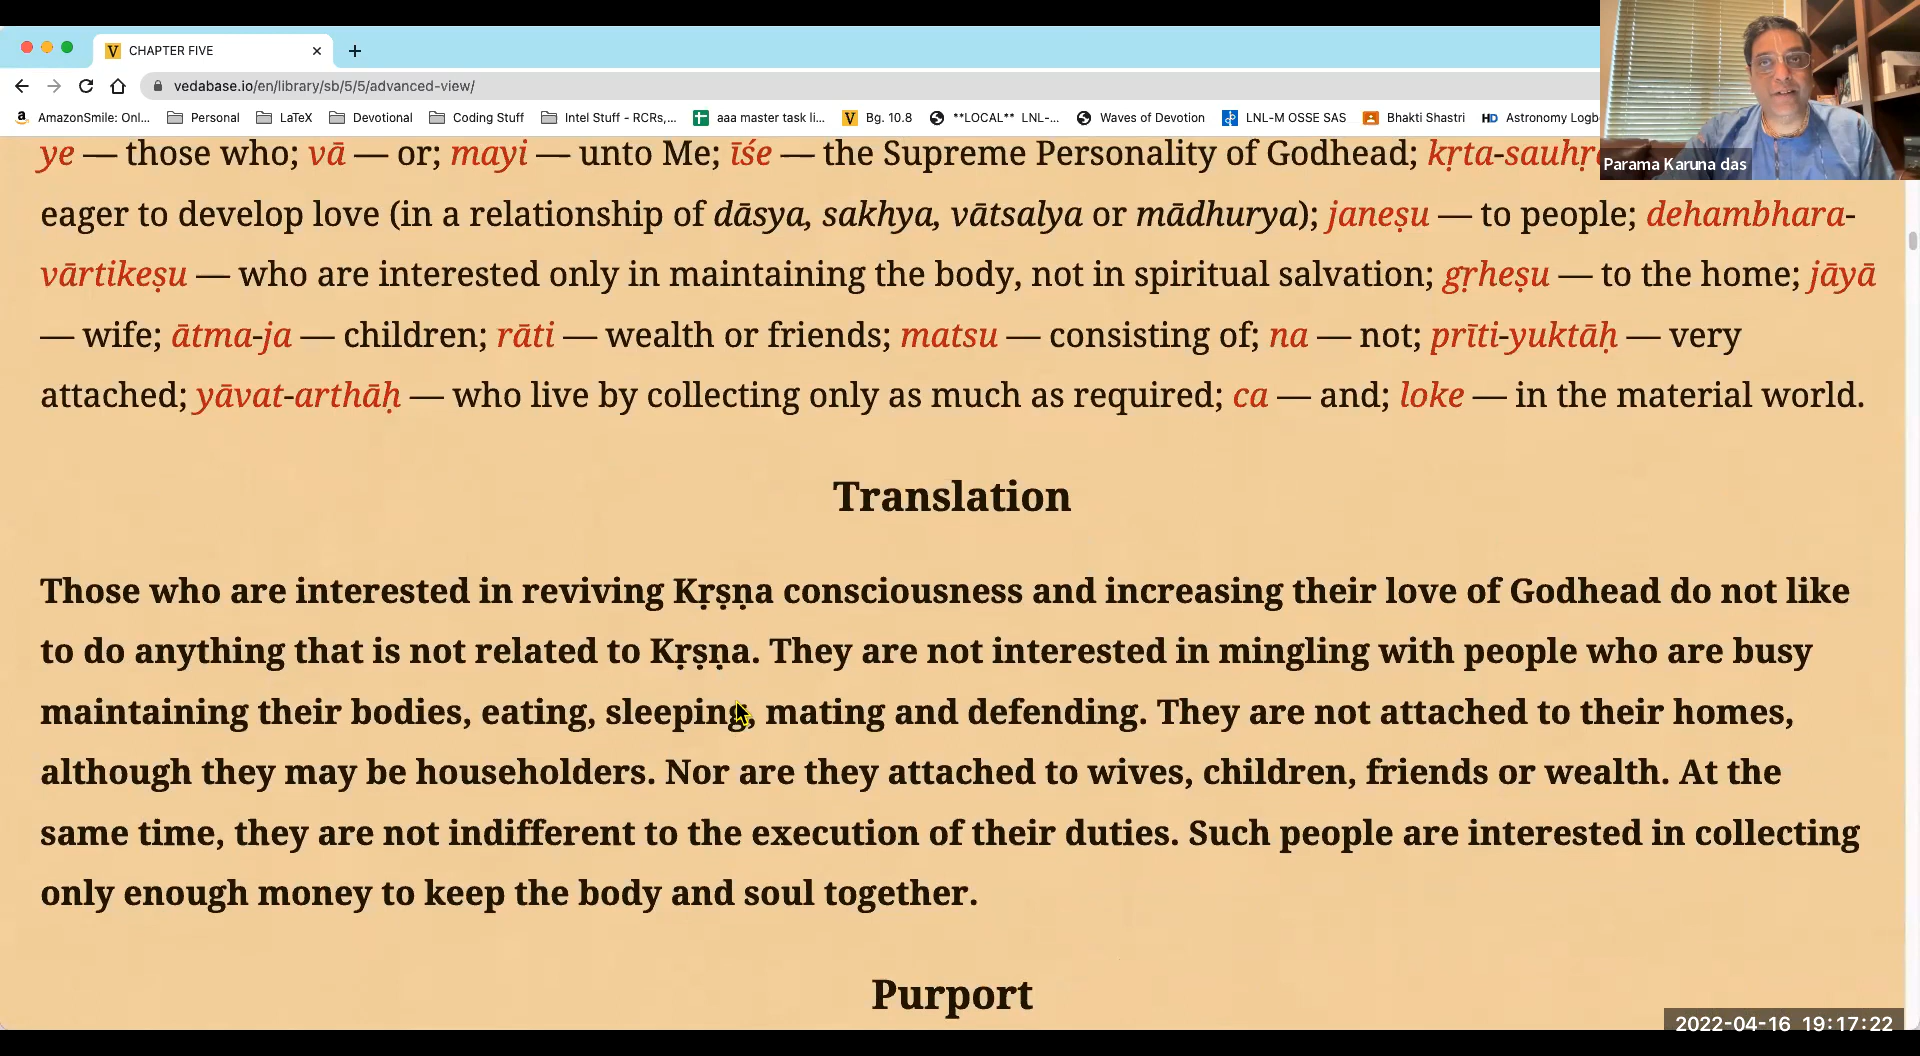 CHAPTER FIVE
vedabase.io/en/library/sb/5/5/advanced-view/
AmazonSmile: Onl... Personal LaTeX Devotional Coding Stuff Intel Stuff - RCRs,... aaa master task li... Bg. 10.8 **LOCAL** LNL-... Waves of Devotion LNL-M OSSE SAS Bhakti Shastri Astronomy Logb
Parama Karuna das
ye — those who; vā — or; mayi — unto Me; īśe — the Supreme Personality of Godhead;
eager to develop love (in a relationship of dāsya, sakhya, vātsalya or mādhurya); janeṣu — to people; dehambhara-
vārtikeṣu — who are interested only in maintaining the body, not in spiritual salvation; gṛheṣu — to the home; jāyā
— wife; ātma-ja — children; rāti — wealth or friends; matsu — consisting of; na — not; prīti-yuktāḥ — very
attached; yāvat-arthāḥ — who live by collecting only as much as required; ca — and; loke — in the material world.
Translation
Those who are interested in reviving Kṛṣṇa consciousness and increasing their love of Godhead do not like
to do anything that is not related to Kṛṣṇa. They are not interested in mingling with people who are busy
maintaining their bodies, eating, sleeping, mating and defending. They are not attached to their homes,
although they may be householders. Nor are they attached to wives, children, friends or wealth. At the
same time, they are not indifferent to the execution of their duties. Such people are interested in collecting
only enough money to keep the body and soul together.
Purport
2022-04-16 19:17:22